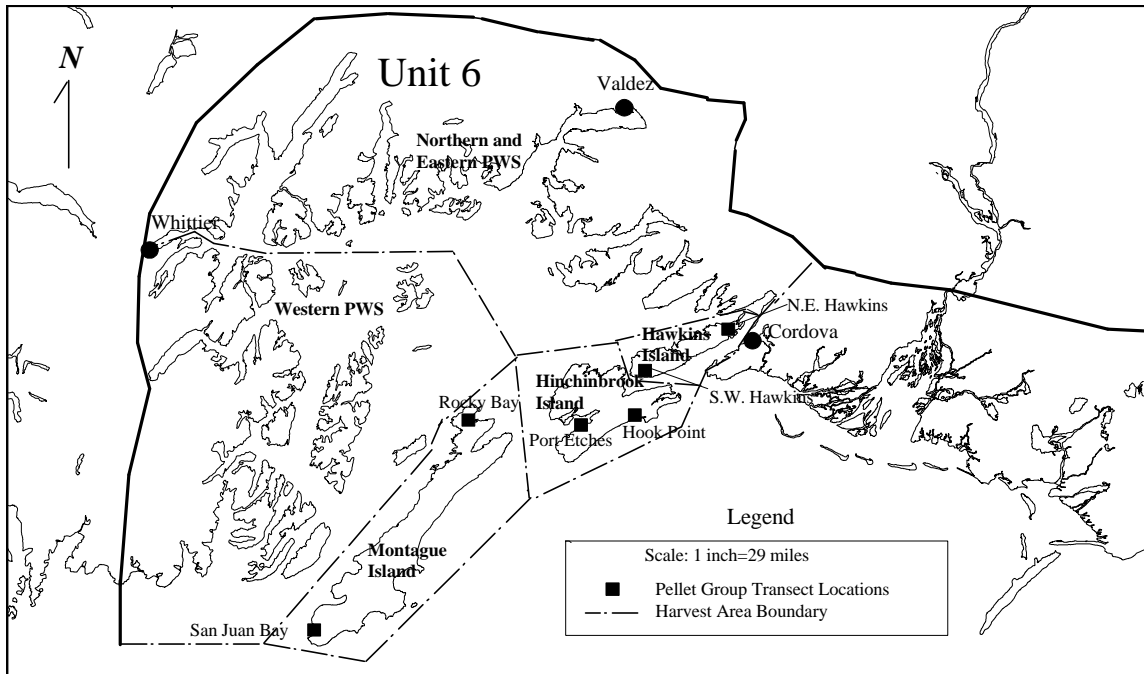 N
Unit 6
Valdez
Northern and
Eastern PWS
Whittier
Western PWS
N.E. Hawkins
Hawkins
Island
Cordova
Hinchinbrook
Island
S.W. Hawkins
Rocky Bay
Port Etches
Hook Point
Montague
Island
San Juan Bay
Legend
Scale: 1 inch=29 miles
Pellet Group Transect Locations
Harvest Area Boundary